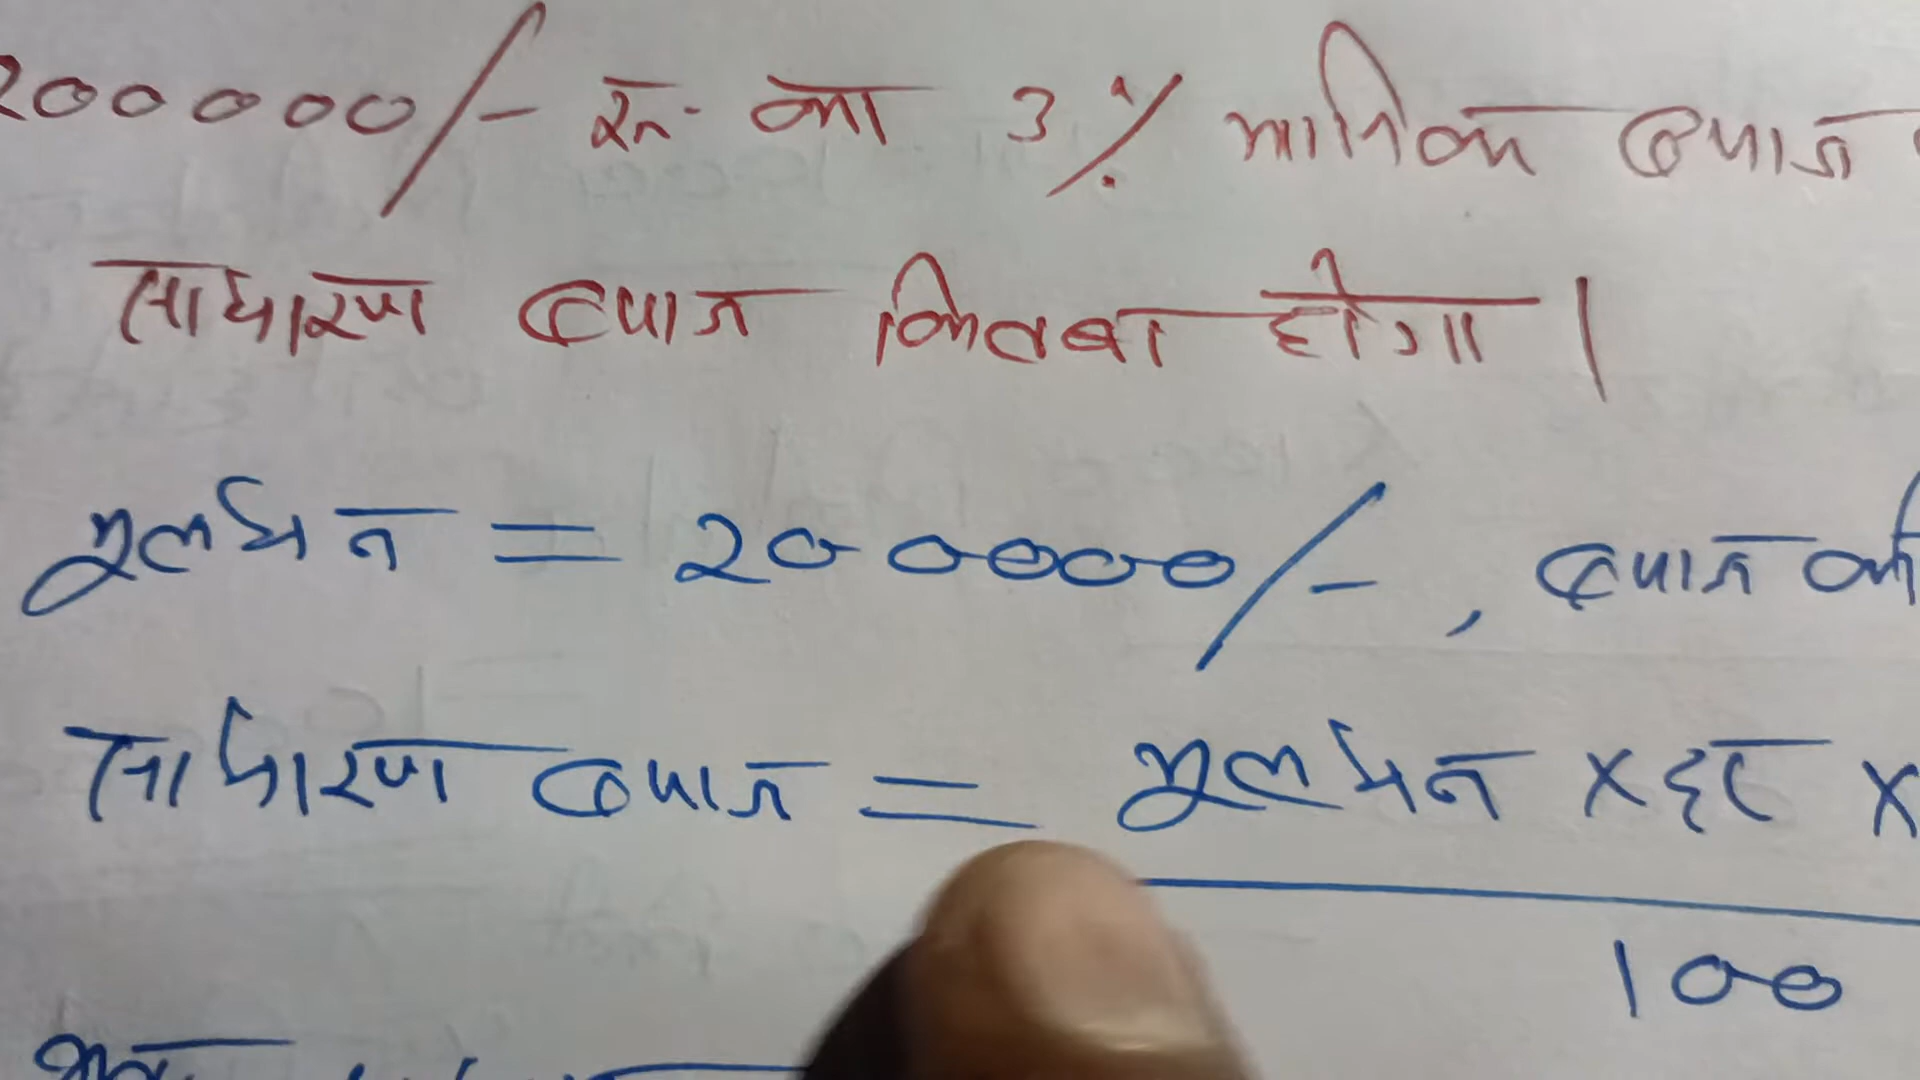 200000/- रु. का 3% मासिक ब्याज
साधारण ब्याज कितना होगा।
मूलधन = 200000/- , ब्याज की
साधारण ब्याज = मूलधन × दर ×
100